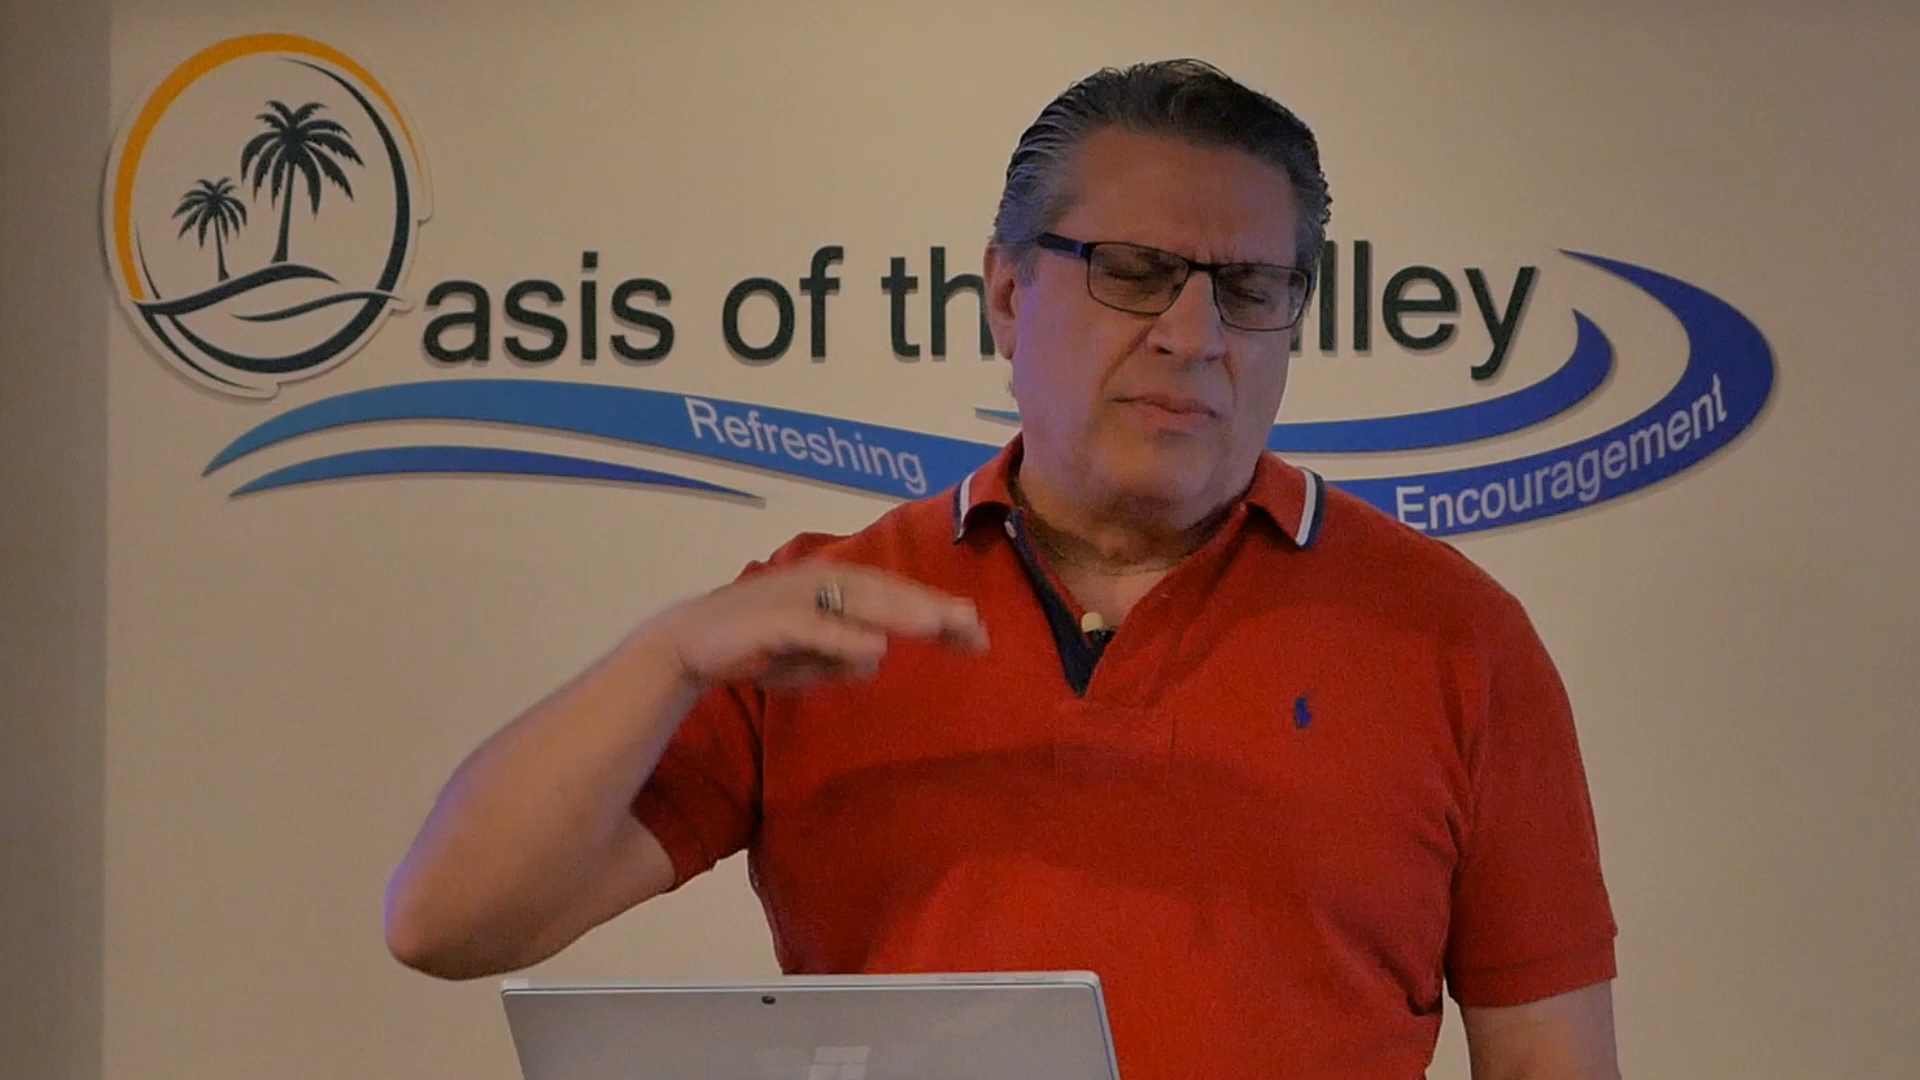 asis of th lley
Refreshing
Encouragement